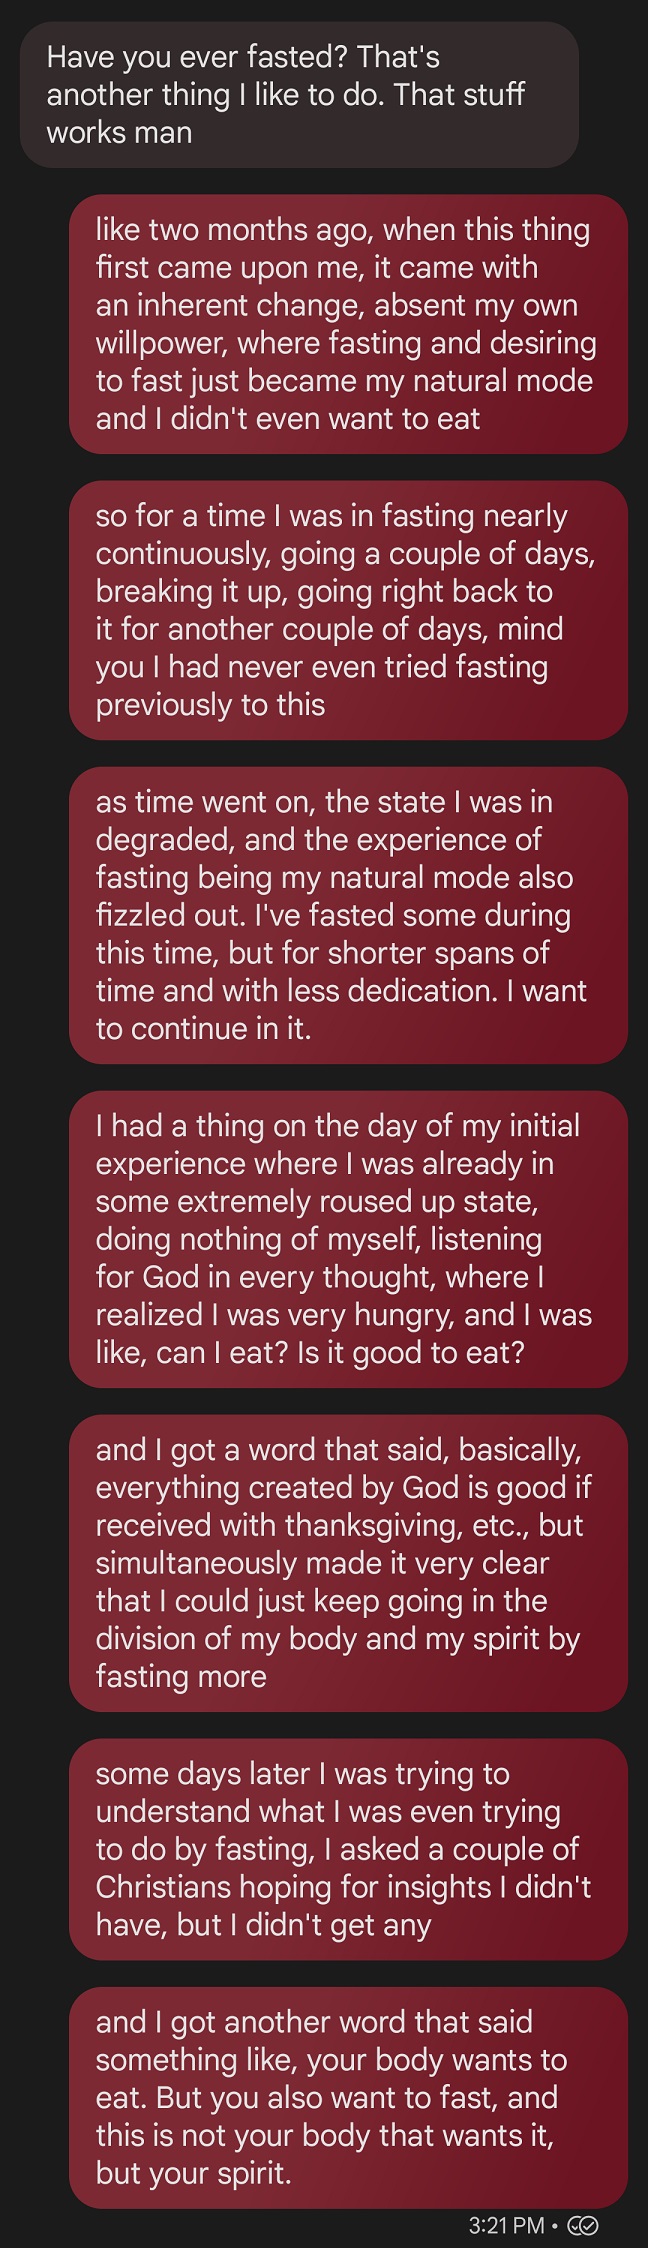 Have you ever fasted? That's
another thing I like to do. That stuff
works man
like two months ago, when this thing
first came upon me, it came with
an inherent change, absent my own
willpower, where fasting and desiring
to fast just became my natural mode
and I didn't even want to eat
so for a time I was in fasting nearly
continuously, going a couple of days,
breaking it up, going right back to
it for another couple of days, mind
you I had never even tried fasting
previously to this
as time went on, the state I was in
degraded, and the experience of
fasting being my natural mode also
fizzled out. I've fasted some during
this time, but for shorter spans of
time and with less dedication. I want
to continue in it.
I had a thing on the day of my initial
experience where I was already in
some extremely roused up state,
doing nothing of myself, listening
for God in every thought, where I
realized I was very hungry, and I was
like, can I eat? Is it good to eat?
and I got a word that said, basically,
everything created by God is good if
received with thanksgiving, etc., but
simultaneously made it very clear
that I could just keep going in the
division of my body and my spirit by
fasting more
some days later I was trying to
understand what I was even trying
to do by fasting, I asked a couple of
Christians hoping for insights I didn't
have, but I didn't get any
and I got another word that said
something like, your body wants to
eat. But you also want to fast, and
this is not your body that wants it,
but your spirit.
3:21 PM •